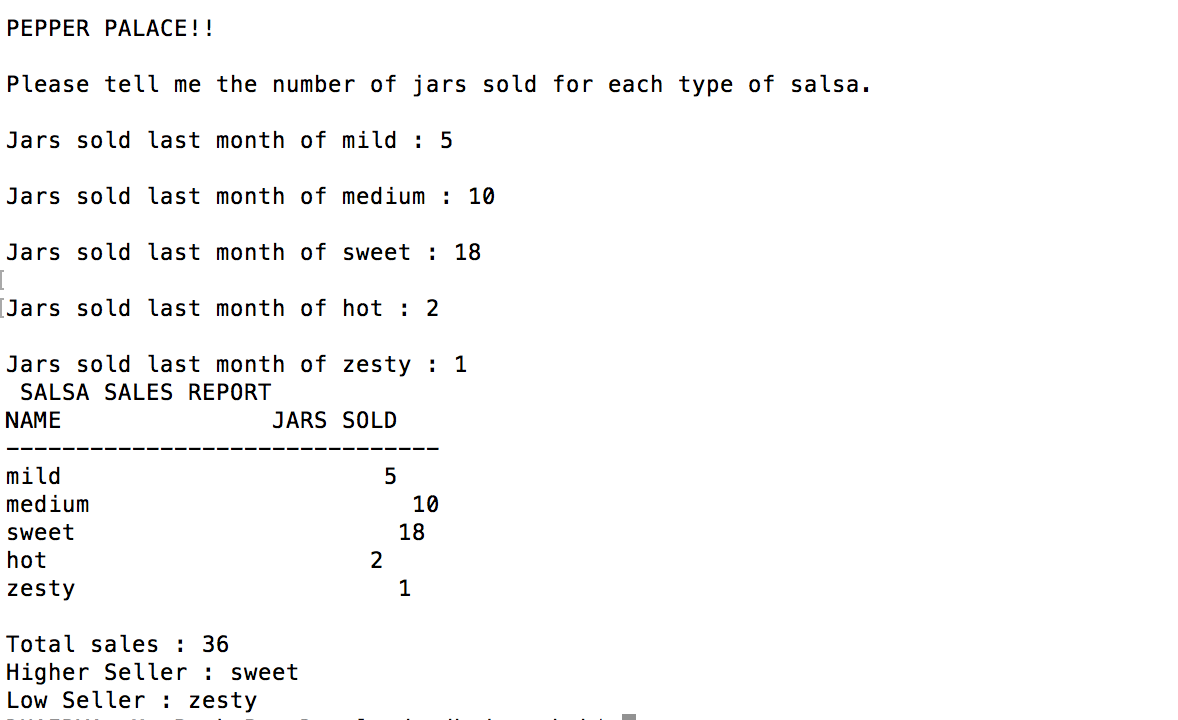 PEPPER PALACE!!
Please tell me the number of jars sold for each type of salsa.
Jars sold last month of mild : 5
Jars sold last month of medium : 10
Jars sold last month of sweet : 18
Jars sold last month of hot : 2
Jars sold last month of zesty : 1
SALSA SALES REPORT
NAME               JARS SOLD
-------------------------------
mild                       5
medium                       10
sweet                       18
hot                       2
zesty                       1
Total sales : 36
Higher Seller : sweet
Low Seller : zesty